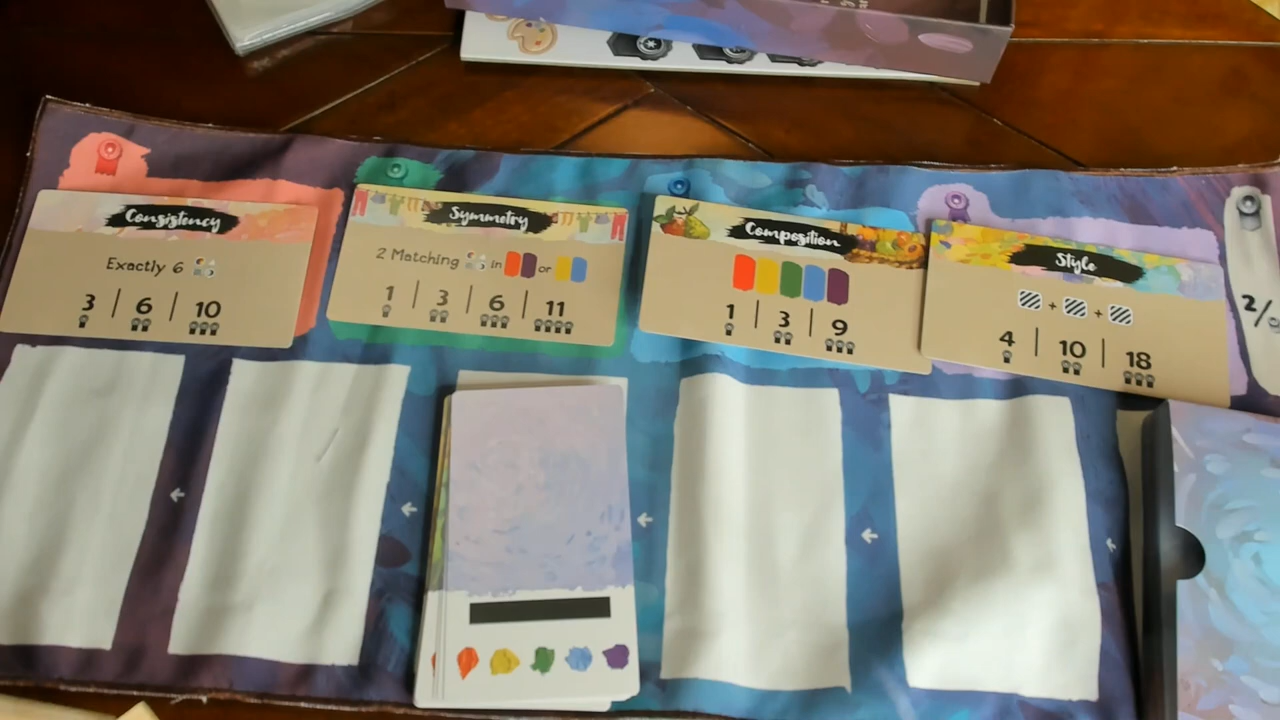 Consistency
Exactly 6
3 | 6 | 10
Symmetry
2 Matching in or
1 | 3 | 6 | 11
Composition
1 | 3 | 9
Style
+ +
4 | 10 | 18
2/